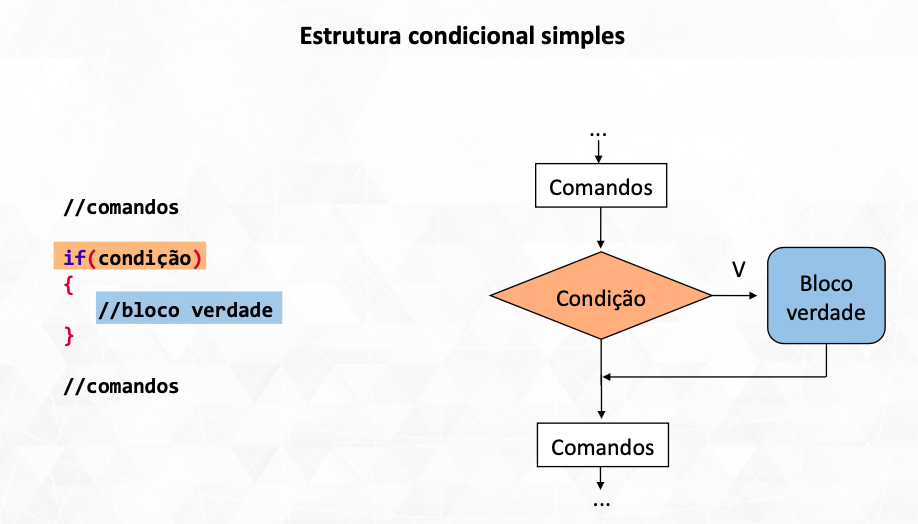 Estrutura condicional simples
//comandos
if(condição)
{
//bloco verdade
}
//comandos
...
Comandos
Condição
V
Bloco
verdade
Comandos
...